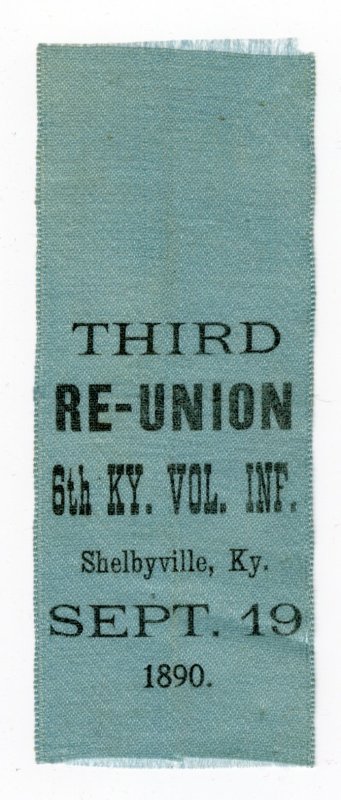 THIRD
RE-UNION
6th KY. VOL. INF.
Shelbyville, Ky.
SEPT. 19
1890.